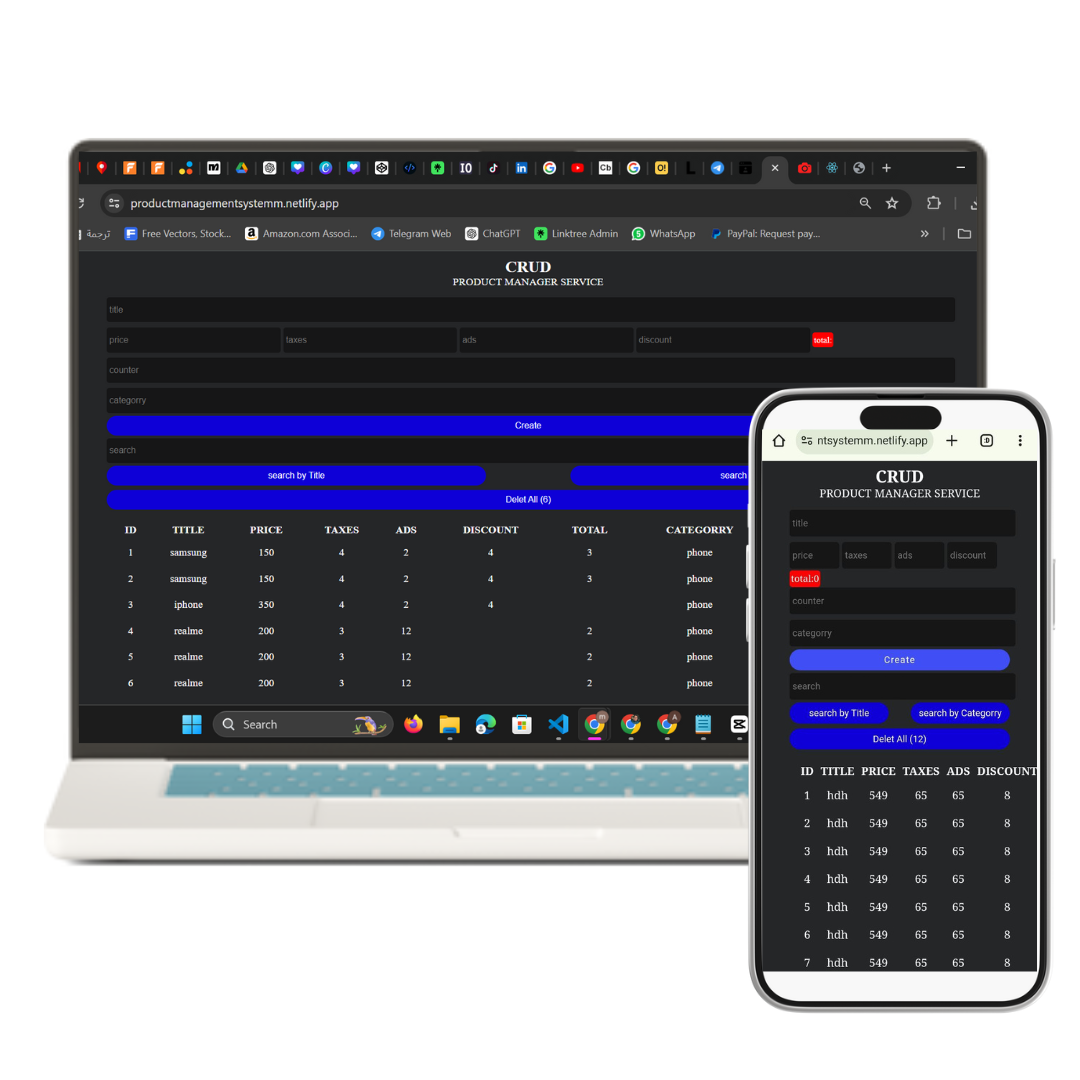 IO
Cb
O!
L
productmanagementsystemm.netlify.app
ترجمة
Free Vectors, Stock...
Amazon.com Associ...
Telegram Web
ChatGPT
Linktree Admin
WhatsApp
PayPal: Request pay...
CRUD
PRODUCT MANAGER SERVICE
title
price taxes ads discount total:
counter
categorry
Create
search
search by Title search
Delet All (6)
ID TITLE PRICE TAXES ADS DISCOUNT TOTAL CATEGORRY
1 samsung 150 4 2 4 3 phone
2 samsung 150 4 2 4 3 phone
3 iphone 350 4 2 4 phone
4 realme 200 3 12 2 phone
5 realme 200 3 12 2 phone
6 realme 200 3 12 2 phone
Search
ntsystemm.netlify.app
:D
CRUD
PRODUCT MANAGER SERVICE
title
price taxes ads discount
total:0
counter
categorry
Create
search
search by Title search by Categorry
Delet All (12)
ID TITLE PRICE TAXES ADS DISCOUNT
1 hdh 549 65 65 8
2 hdh 549 65 65 8
3 hdh 549 65 65 8
4 hdh 549 65 65 8
5 hdh 549 65 65 8
6 hdh 549 65 65 8
7 hdh 549 65 65 8